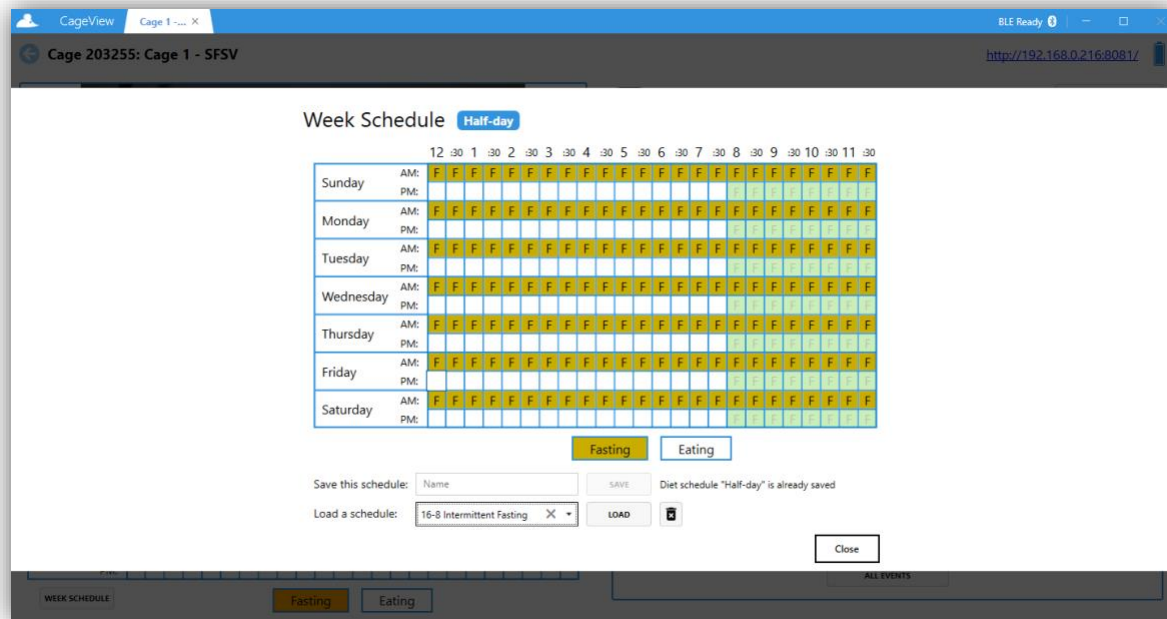 CageView
Cage 1 -... ×
BLE Ready
Cage 203255: Cage 1 - SFSV
http://192.168.0.216:8081/
Week Schedule Half-day
12 :30 1 :30 2 :30 3 :30 4 :30 5 :30 6 :30 7 :30 8 :30 9 :30 10 :30 11 :30
Sunday
AM: F F F F F F F F F F F F F F F F F F F F F F F F
PM: F F F F F F F F
Monday
AM: F F F F F F F F F F F F F F F F F F F F F F F F
PM: F F F F F F F F
Tuesday
AM: F F F F F F F F F F F F F F F F F F F F F F F F
PM: F F F F F F F F
Wednesday
AM: F F F F F F F F F F F F F F F F F F F F F F F F
PM: F F F F F F F F
Thursday
AM: F F F F F F F F F F F F F F F F F F F F F F F F
PM: F F F F F F F F
Friday
AM: F F F F F F F F F F F F F F F F F F F F F F F F
PM: F F F F F F F F
Saturday
AM: F F F F F F F F F F F F F F F F F F F F F F F F
PM: F F F F F F F F
Fasting Eating
Save this schedule: Name SAVE Diet schedule "Half-day" is already saved
Load a schedule: 16-8 Intermittent Fasting LOAD
Close
ALL EVENTS
WEEK SCHEDULE Fasting Eating